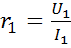 r₁ = U₁/I₁